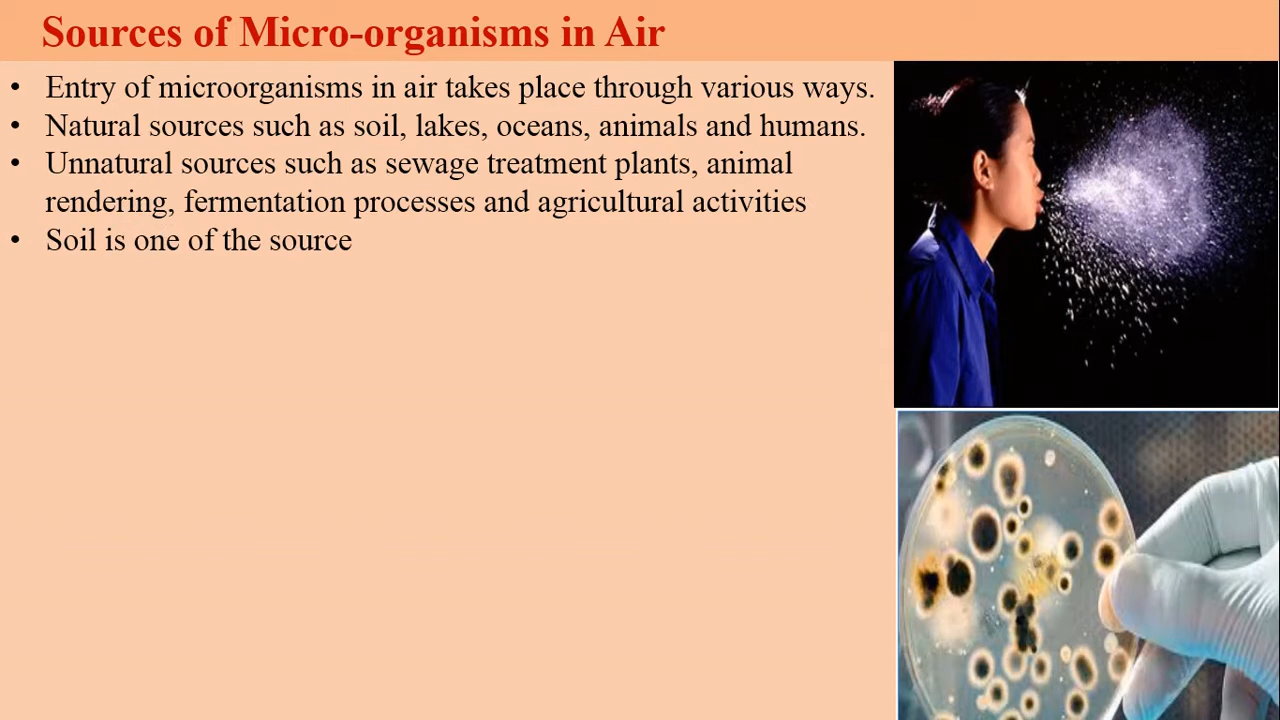 Sources of Micro-organisms in Air
• Entry of microorganisms in air takes place through various ways.
• Natural sources such as soil, lakes, oceans, animals and humans.
• Unnatural sources such as sewage treatment plants, animal
rendering, fermentation processes and agricultural activities
• Soil is one of the source